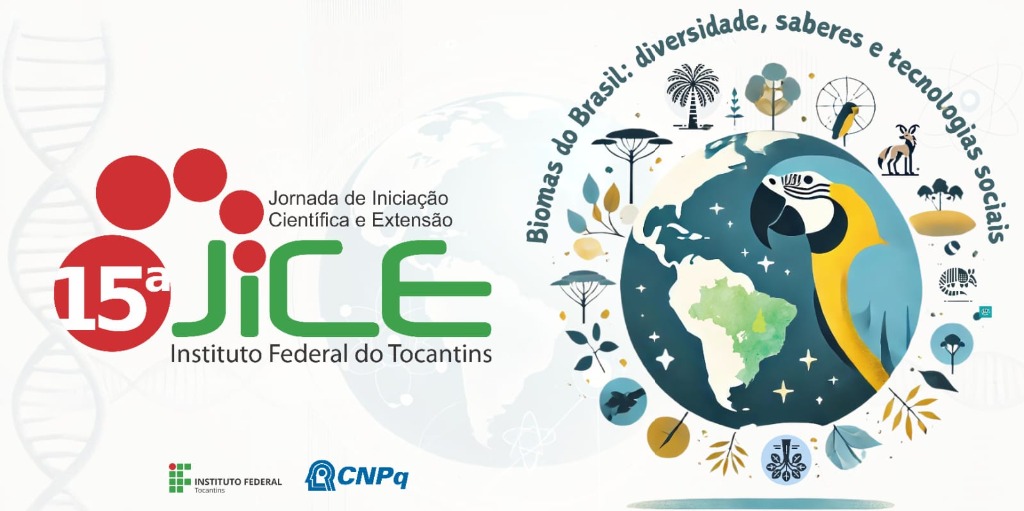 Biomas do Brasil: diversidade, saberes e tecnologias sociais
Jornada de Iniciação
Científica e Extensão
15ª JiCE
Instituto Federal do Tocantins
INSTITUTO FEDERAL
Tocantins
CNPq